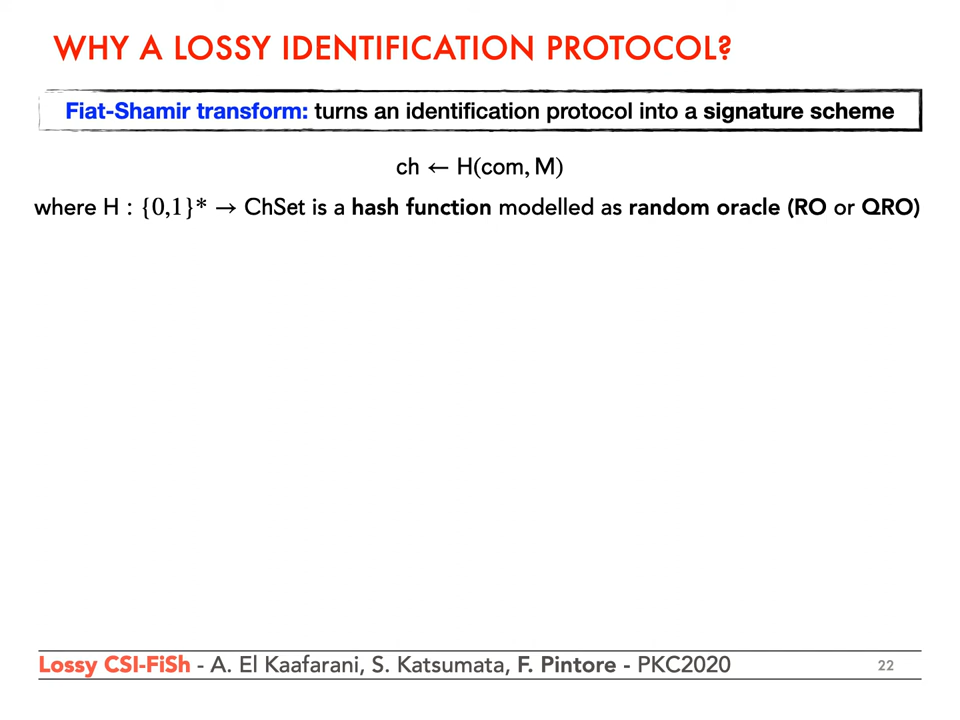 WHY A LOSSY IDENTIFICATION PROTOCOL?
Fiat-Shamir transform: turns an identification protocol into a signature scheme
ch ← H(com, M)
where H : {0,1}* → ChSet is a hash function modelled as random oracle (RO or QRO)
Lossy CSI-FiSh - A. El Kaafarani, S. Katsumata, F. Pintore - PKC2020
22